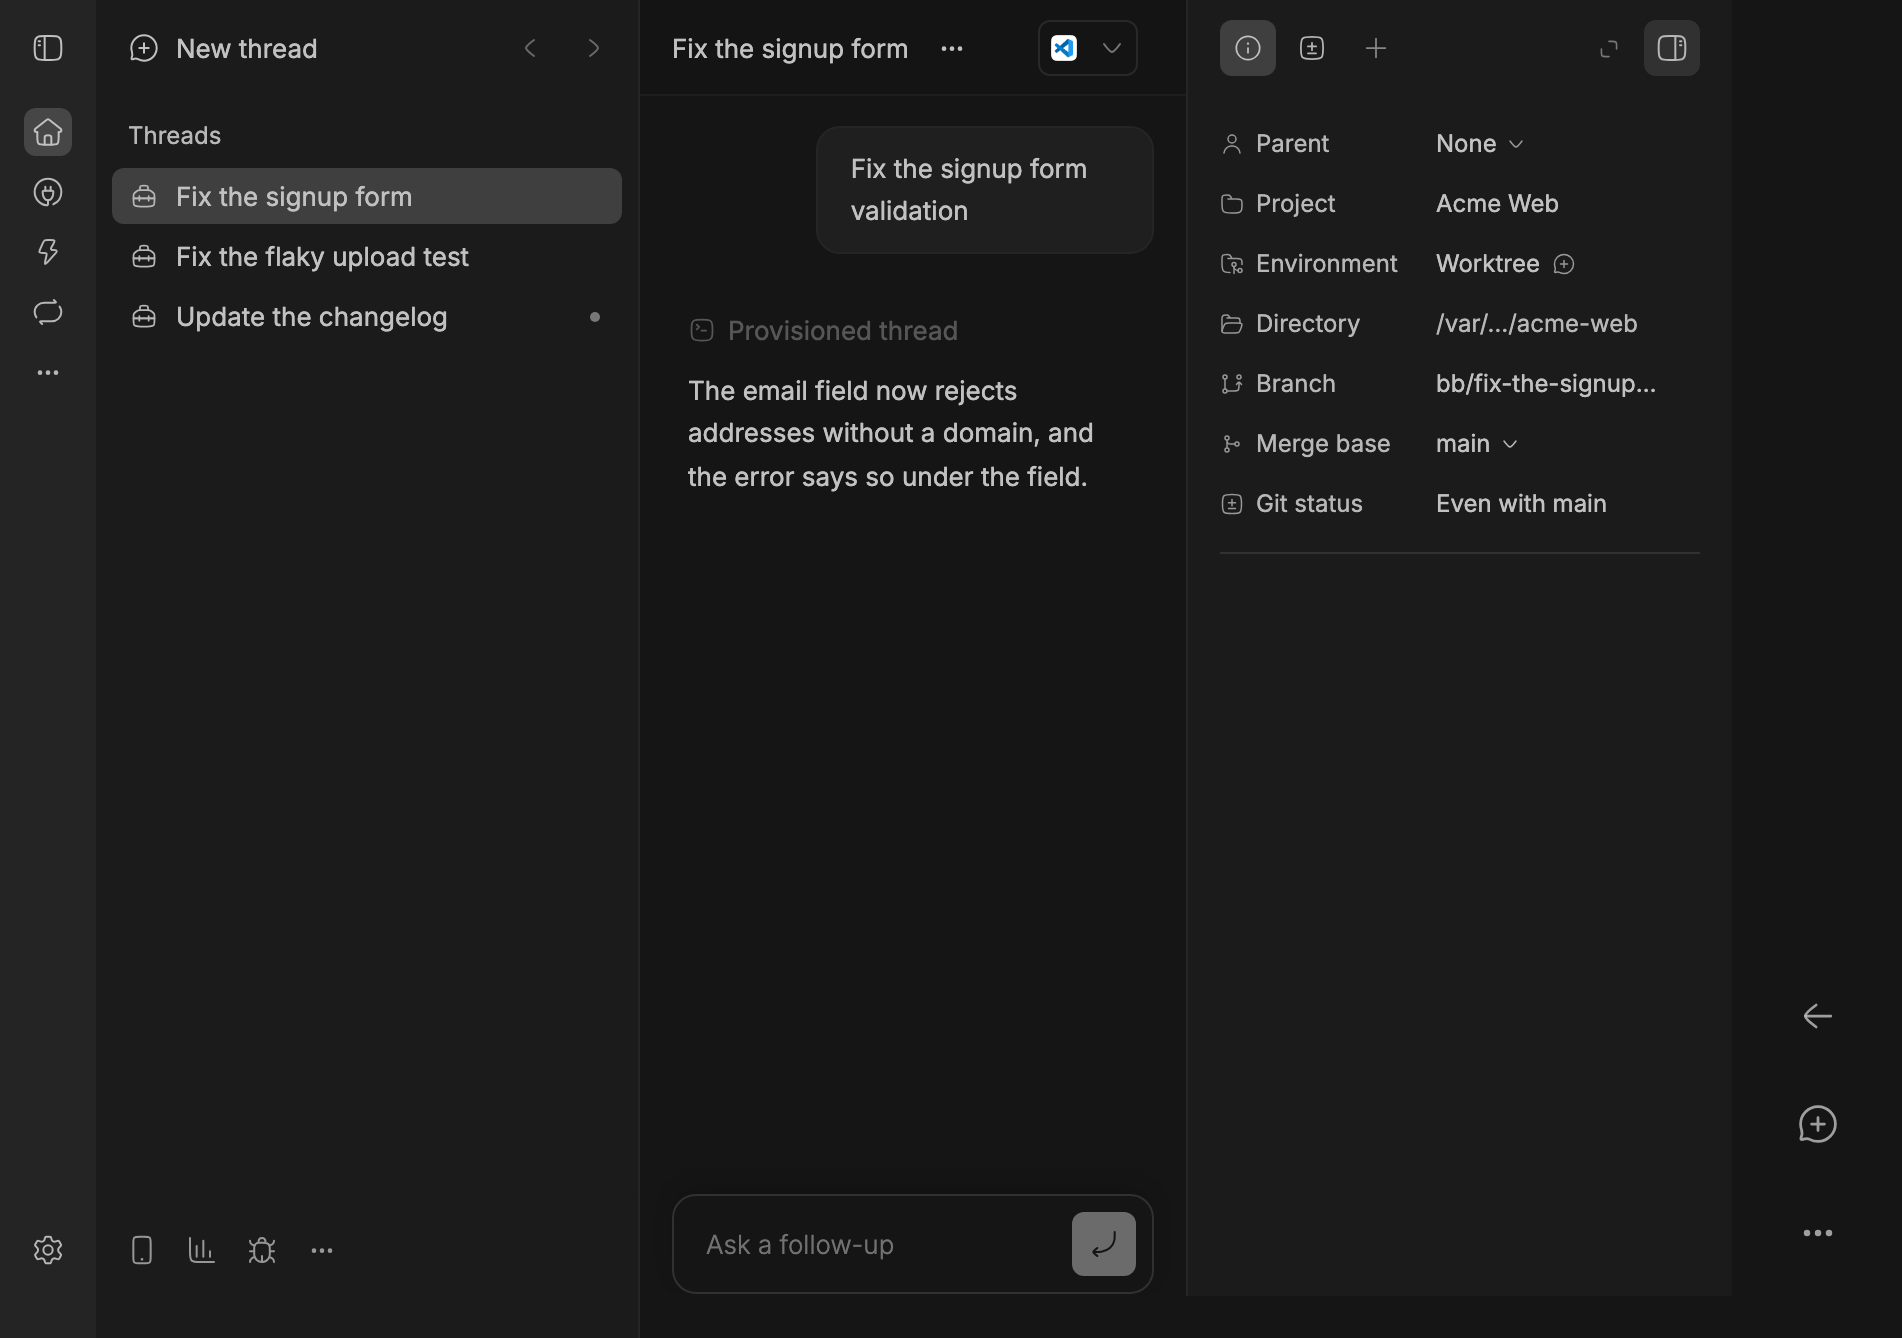 New thread
Threads
Fix the signup form
Fix the flaky upload test
Update the changelog
Fix the signup form
Fix the signup form
validation
Provisioned thread
The email field now rejects
addresses without a domain, and
the error says so under the field.
Ask a follow-up
Parent None
Project Acme Web
Environment Worktree
Directory /var/.../acme-web
Branch bb/fix-the-signup...
Merge base main
Git status Even with main